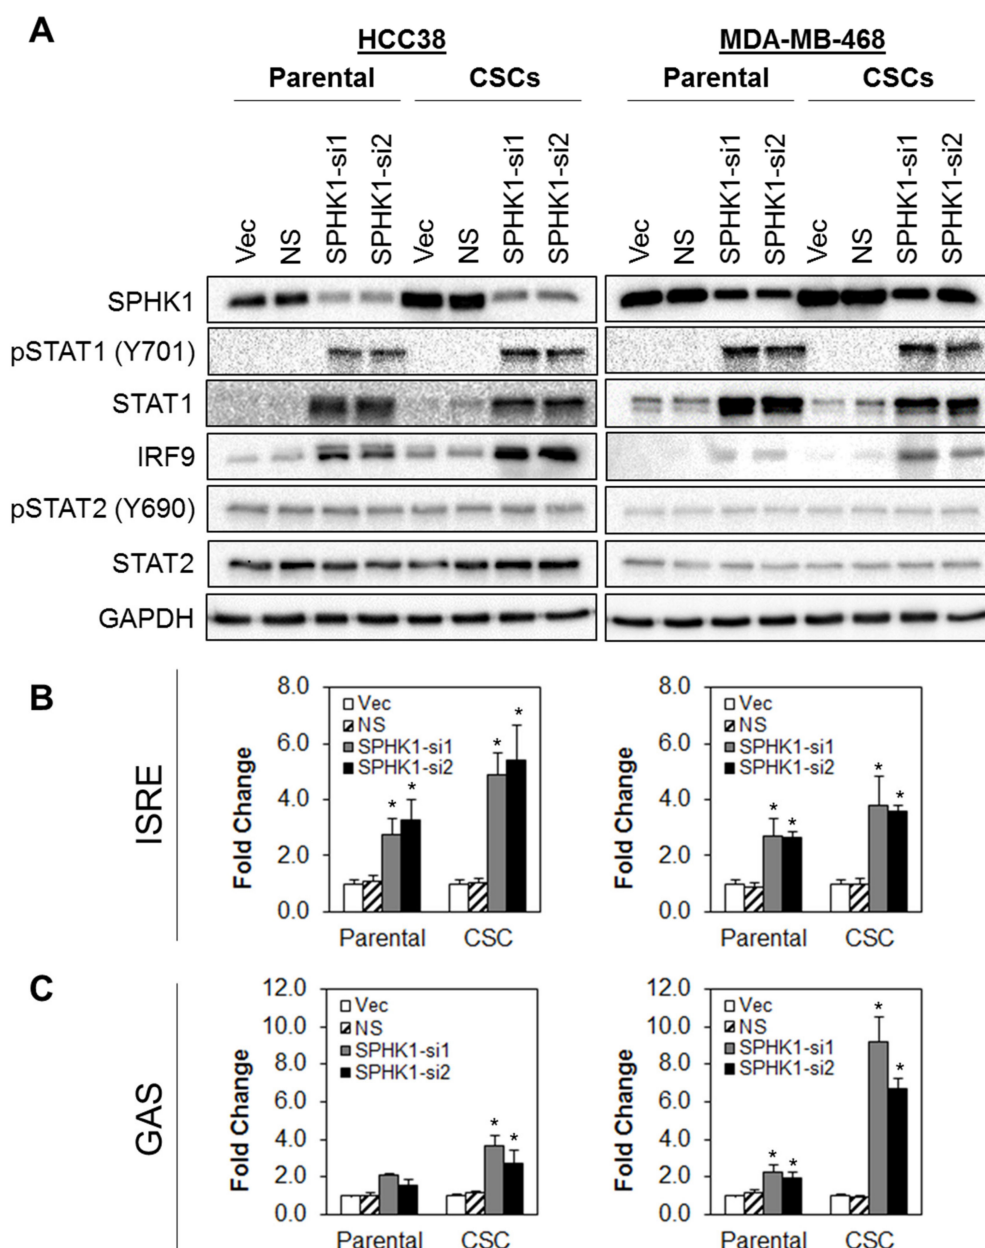 A
HCC38
MDA-MB-468
Parental
CSCs
Parental
CSCs
Vec
NS
SPHK1-si1
SPHK1-si2
Vec
NS
SPHK1-si1
SPHK1-si2
Vec
NS
SPHK1-si1
SPHK1-si2
Vec
NS
SPHK1-si1
SPHK1-si2
SPHK1
pSTAT1 (Y701)
STAT1
IRF9
pSTAT2 (Y690)
STAT2
GAPDH
B
ISRE
Fold Change
8.0
6.0
4.0
2.0
0.0
Vec
NS
SPHK1-si1
SPHK1-si2
* * * *
Parental CSC
Fold Change
8.0
6.0
4.0
2.0
0.0
Vec
NS
SPHK1-si1
SPHK1-si2
* * * *
Parental CSC
C
GAS
Fold Change
12.0
10.0
8.0
6.0
4.0
2.0
0.0
Vec
NS
SPHK1-si1
SPHK1-si2
* *
Parental CSC
Fold Change
12.0
10.0
8.0
6.0
4.0
2.0
0.0
Vec
NS
SPHK1-si1
SPHK1-si2
* * * *
Parental CSC